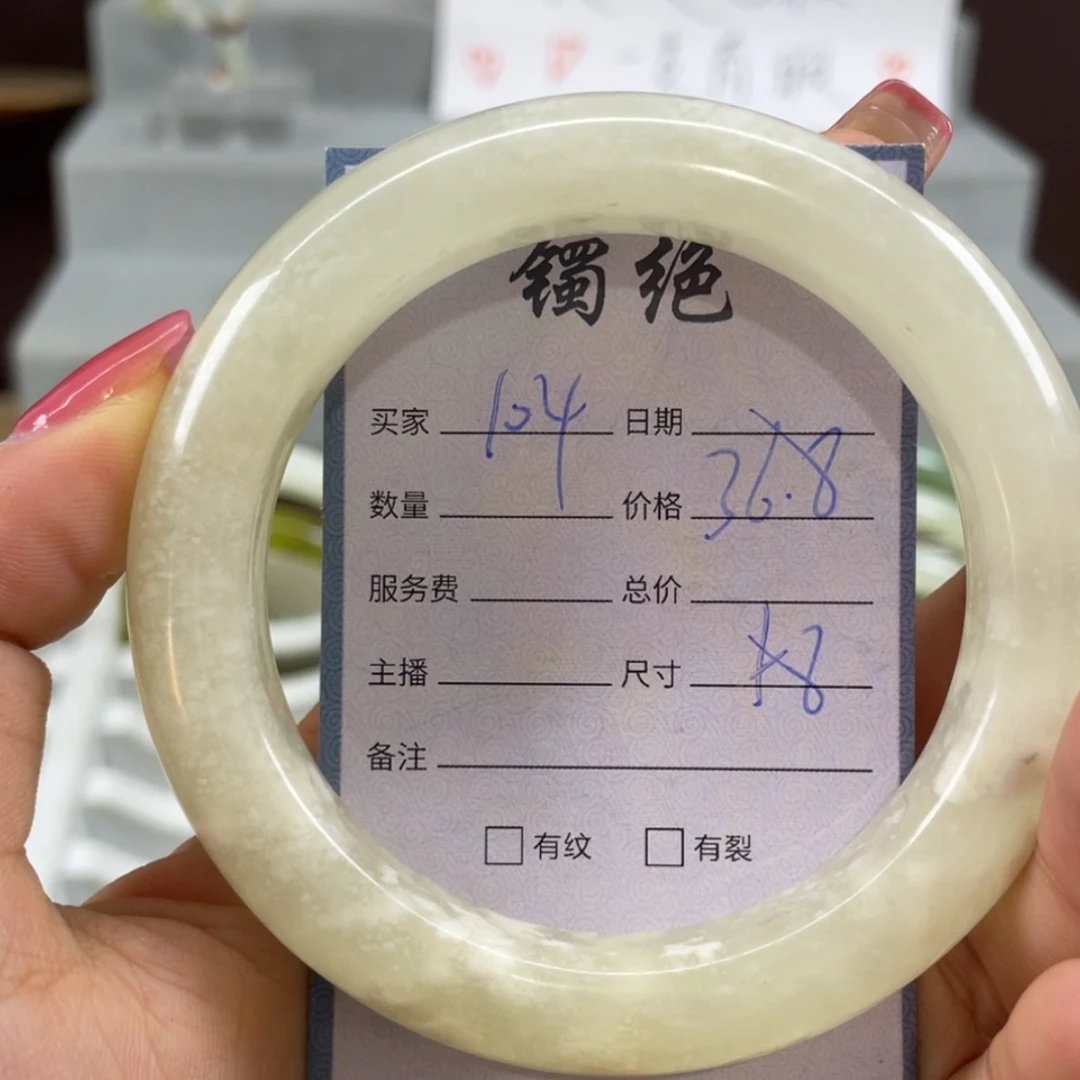 镯绝
买家 104 日期
数量 价格 36.8
服务费 总价
主播 尺寸 58
备注
有纹 有裂